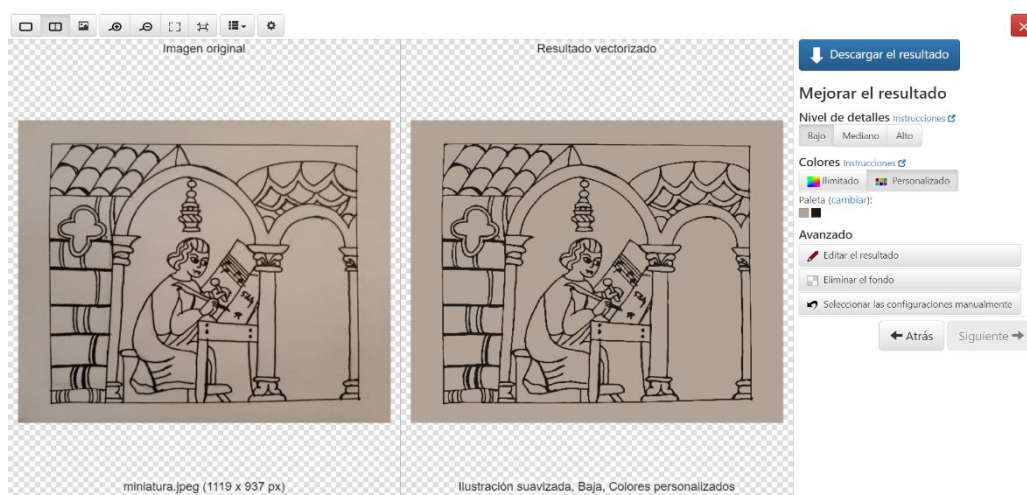 Imagen original
Resultado vectorizado
miniatura.jpeg (1119 x 937 px)
Ilustración suavizada, Baja, Colores personalizados
Descargar el resultado
Mejorar el resultado
Nivel de detalles Instrucciones
Bajo Mediano Alto
Colores Instrucciones
Ilimitado Personalizado
Paleta (cambiar):
Avanzado
Editar el resultado
Eliminar el fondo
Seleccionar las configuraciones manualmente
Atrás Siguiente